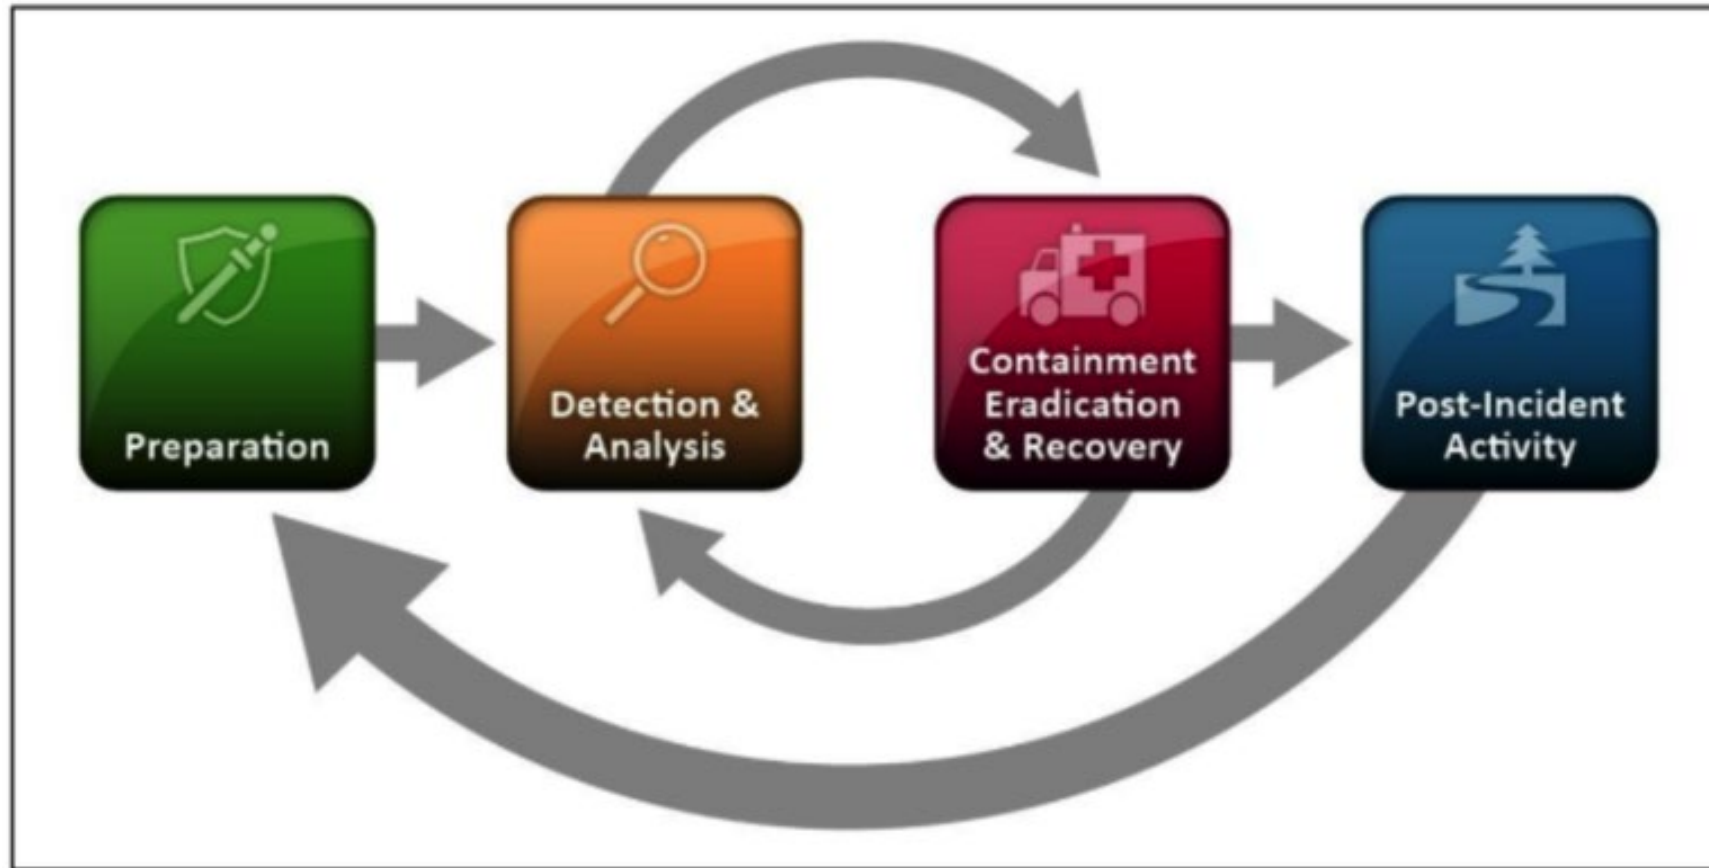 Preparation
Detection &
Analysis
Containment
Eradication
& Recovery
Post-Incident
Activity